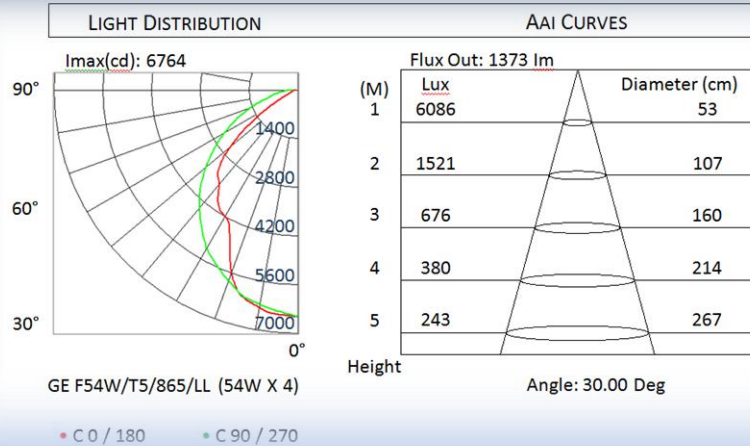 LIGHT DISTRIBUTION
AAI CURVES
Imax(cd): 6764
90°
1400
2800
60°
4200
5600
30°
7000
0°
Flux Out: 1373 lm
(M) Lux Diameter (cm)
1 6086 53
2 1521 107
3 676 160
4 380 214
5 243 267
Height
GE F54W/T5/865/LL (54W X 4)
Angle: 30.00 Deg
• C 0 / 180 • C 90 / 270